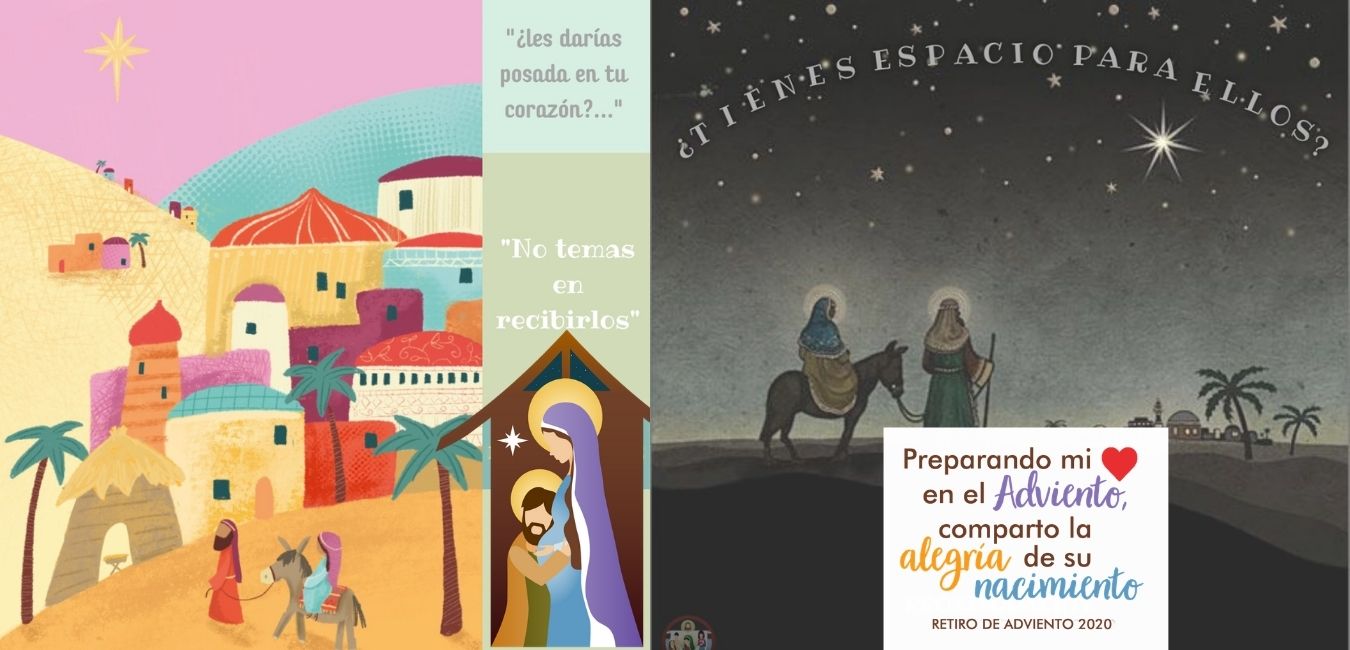 "¿les darías
posada en tu
corazón?..."
"No temas
en
recibirlos"
¿TIENES ESPACIO PARA ELLOS?
Preparando mi
en el Adviento,
comparto la
alegría de su
nacimiento
RETIRO DE ADVIENTO 2020